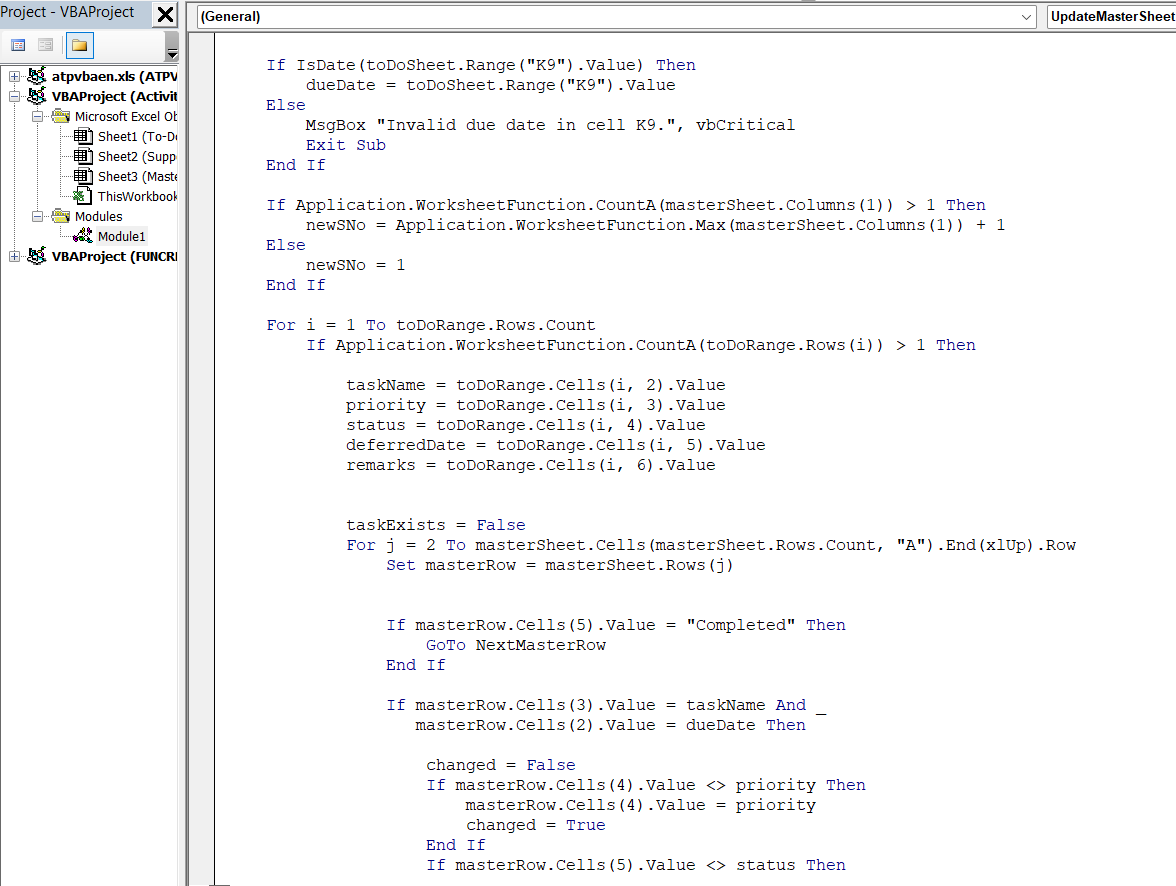 Project - VBAProject
(General)
UpdateMasterSheet
atpvbaen.xls (ATPV
VBAProject (Activit
Microsoft Excel Ob
Sheet1 (To-Do
Sheet2 (Supp
Sheet3 (Maste
ThisWorkbook
Modules
Module1
VBAProject (FUNCRE
If IsDate(toDoSheet.Range("K9").Value) Then
dueDate = toDoSheet.Range("K9").Value
Else
MsgBox "Invalid due date in cell K9.", vbCritical
Exit Sub
End If
If Application.WorksheetFunction.CountA(masterSheet.Columns(1)) > 1 Then
newSNo = Application.WorksheetFunction.Max(masterSheet.Columns(1)) + 1
Else
newSNo = 1
End If
For i = 1 To toDoRange.Rows.Count
If Application.WorksheetFunction.CountA(toDoRange.Rows(i)) > 1 Then
taskName = toDoRange.Cells(i, 2).Value
priority = toDoRange.Cells(i, 3).Value
status = toDoRange.Cells(i, 4).Value
deferredDate = toDoRange.Cells(i, 5).Value
remarks = toDoRange.Cells(i, 6).Value
taskExists = False
For j = 2 To masterSheet.Cells(masterSheet.Rows.Count, "A").End(xlUp).Row
Set masterRow = masterSheet.Rows(j)
If masterRow.Cells(5).Value = "Completed" Then
GoTo NextMasterRow
End If
If masterRow.Cells(3).Value = taskName And _
masterRow.Cells(2).Value = dueDate Then
changed = False
If masterRow.Cells(4).Value <> priority Then
masterRow.Cells(4).Value = priority
changed = True
End If
If masterRow.Cells(5).Value <> status Then